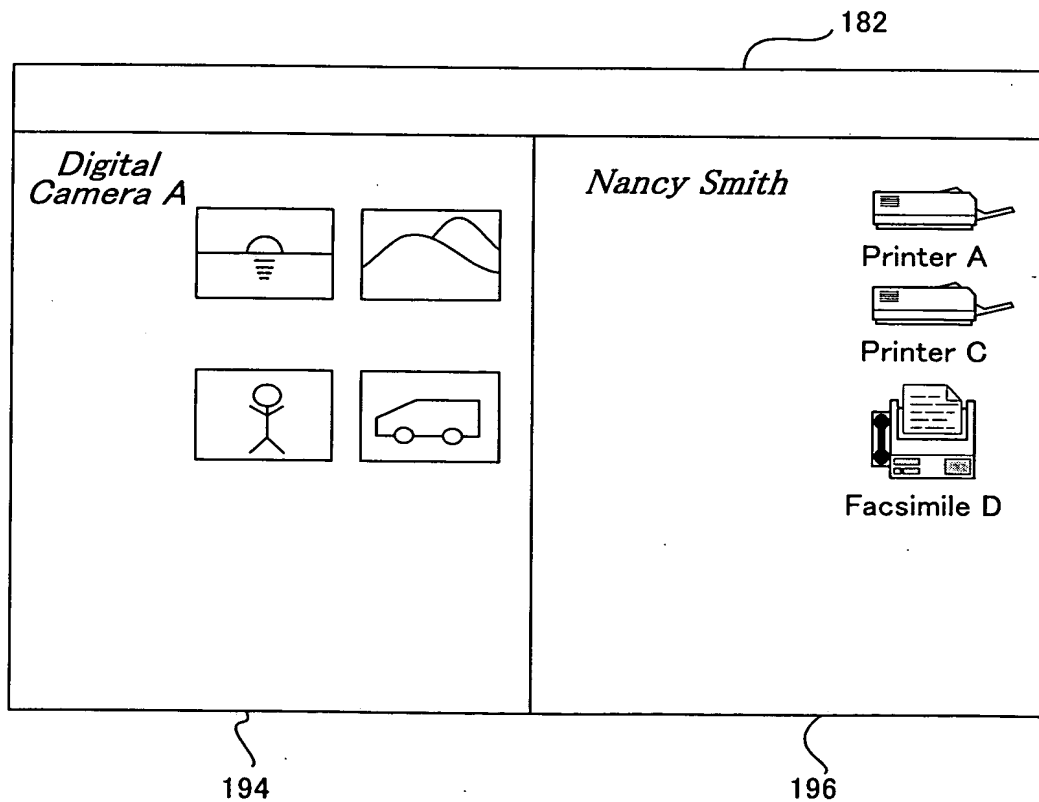 182
Digital
Camera A
Nancy Smith
Printer A
Printer C
Facsimile D
194
196